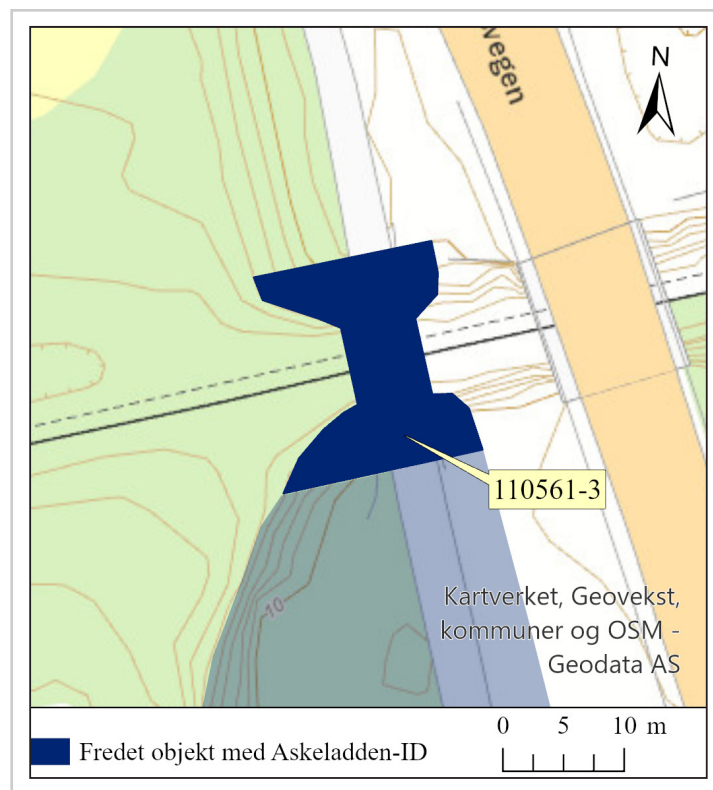 vegen
N
110561-3
10
Kartverket, Geovekst,
kommuner og OSM -
Geodata AS
Fredet objekt med Askeladden-ID
0 5 10 m